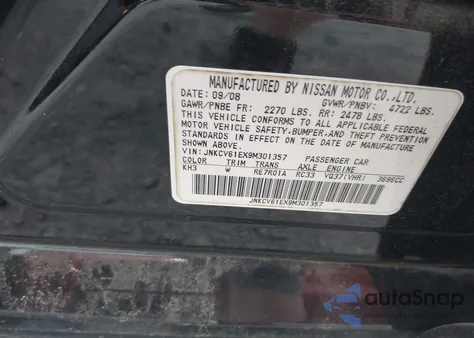 MANUFACTURED BY NISSAN MOTOR CO.,LTD.
DATE: 09/08 GVWR/PNBV: 4722 LBS.
GAWR/PNBE FR: 2270 LBS. RR: 2478 LBS.
THIS VEHICLE CONFORMS TO ALL APPLICABLE FEDERAL
MOTOR VEHICLE SAFETY, BUMPER, AND THEFT PREVENTION
STANDARDS IN EFFECT ON THE DATE OF MANUFACTURE
SHOWN ABOVE.
VIN: JNKCV61EX9M301357 PASSENGER CAR
COLOR TRIM TRANS AXLE ENGINE
KH3 W RE7R01A RC33 VQ37(VHR) 3696CC
JNKCV61EX9M301357
autoSnap